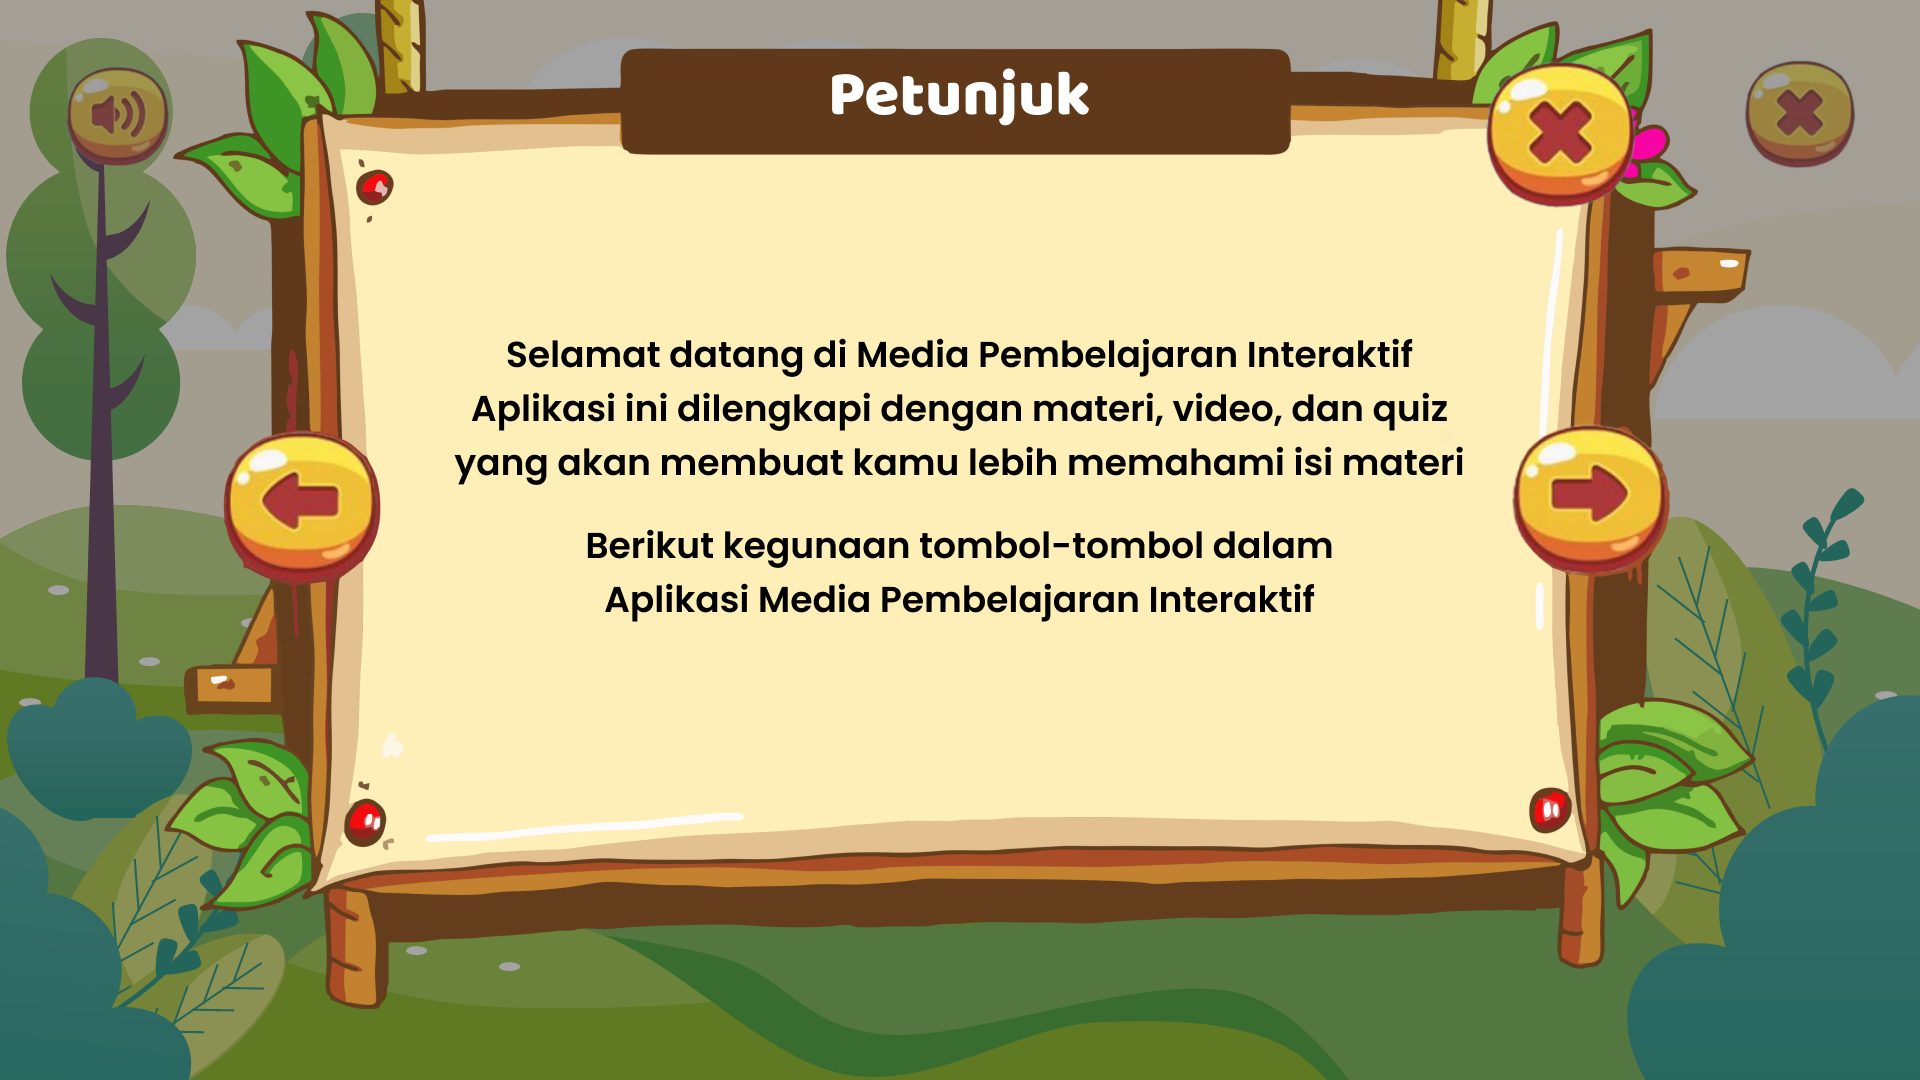 Petunjuk
Selamat datang di Media Pembelajaran Interaktif
Aplikasi ini dilengkapi dengan materi, video, dan quiz
yang akan membuat kamu lebih memahami isi materi
Berikut kegunaan tombol-tombol dalam
Aplikasi Media Pembelajaran Interaktif